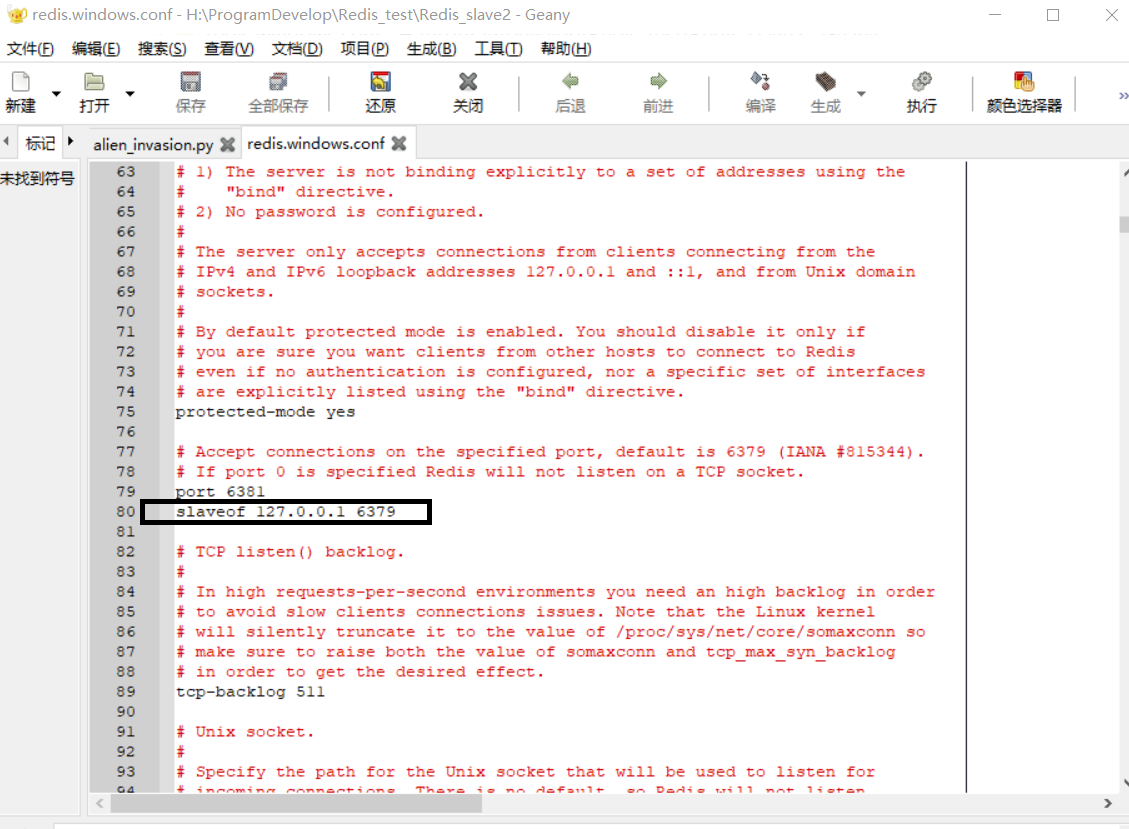 redis.windows.conf - H:\ProgramDevelop\Redis_test\Redis_slave2 - Geany
文件(F) 编辑(E) 搜索(S) 查看(V) 文档(D) 项目(P) 生成(B) 工具(T) 帮助(H)
新建 打开 保存 全部保存 还原 关闭 后退 前进 编译 生成 执行 颜色选择器 »
标记 alien_invasion.py redis.windows.conf
未找到符号
63 # 1) The server is not binding explicitly to a set of addresses using the
64 #    "bind" directive.
65 # 2) No password is configured.
66 #
67 # The server only accepts connections from clients connecting from the
68 # IPv4 and IPv6 loopback addresses 127.0.0.1 and ::1, and from Unix domain
69 # sockets.
70 #
71 # By default protected mode is enabled. You should disable it only if
72 # you are sure you want clients from other hosts to connect to Redis
73 # even if no authentication is configured, nor a specific set of interfaces
74 # are explicitly listed using the "bind" directive.
75 protected-mode yes
76
77 # Accept connections on the specified port, default is 6379 (IANA #815344).
78 # If port 0 is specified Redis will not listen on a TCP socket.
79 port 6381
80 slaveof 127.0.0.1 6379
81
82 # TCP listen() backlog.
83 #
84 # In high requests-per-second environments you need an high backlog in order
85 # to avoid slow clients connections issues. Note that the Linux kernel
86 # will silently truncate it to the value of /proc/sys/net/core/somaxconn so
87 # make sure to raise both the value of somaxconn and tcp_max_syn_backlog
88 # in order to get the desired effect.
89 tcp-backlog 511
90
91 # Unix socket.
92 #
93 # Specify the path for the Unix socket that will be used to listen for
94 # incoming connections. There is no default, so Redis will not listen